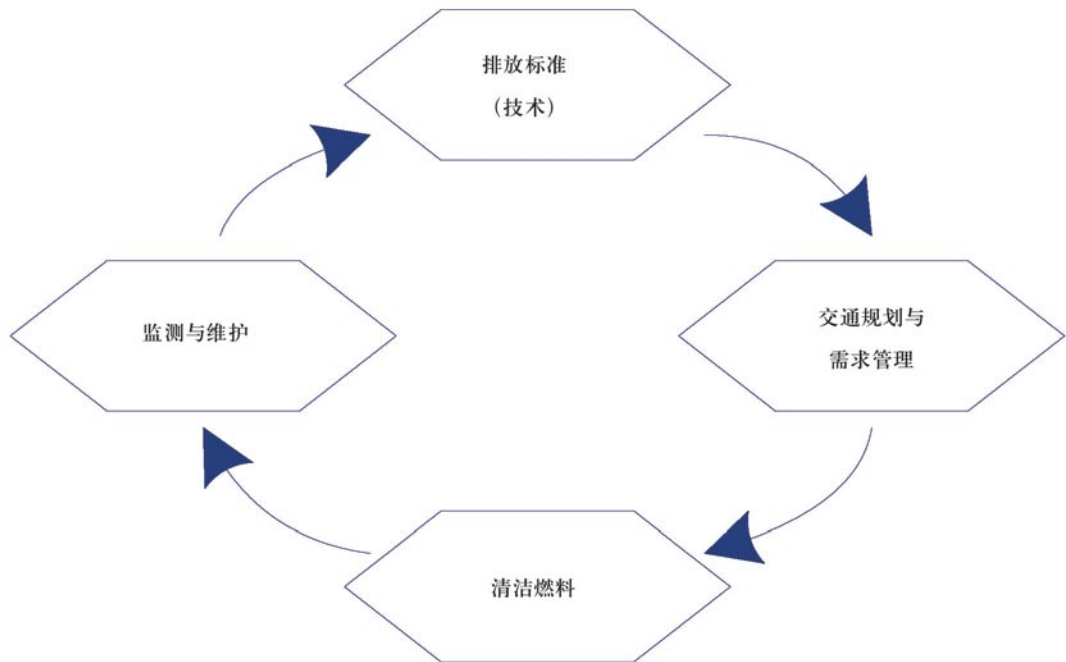 排放标准
（技术）
监测与维护
交通规划与
需求管理
清洁燃料